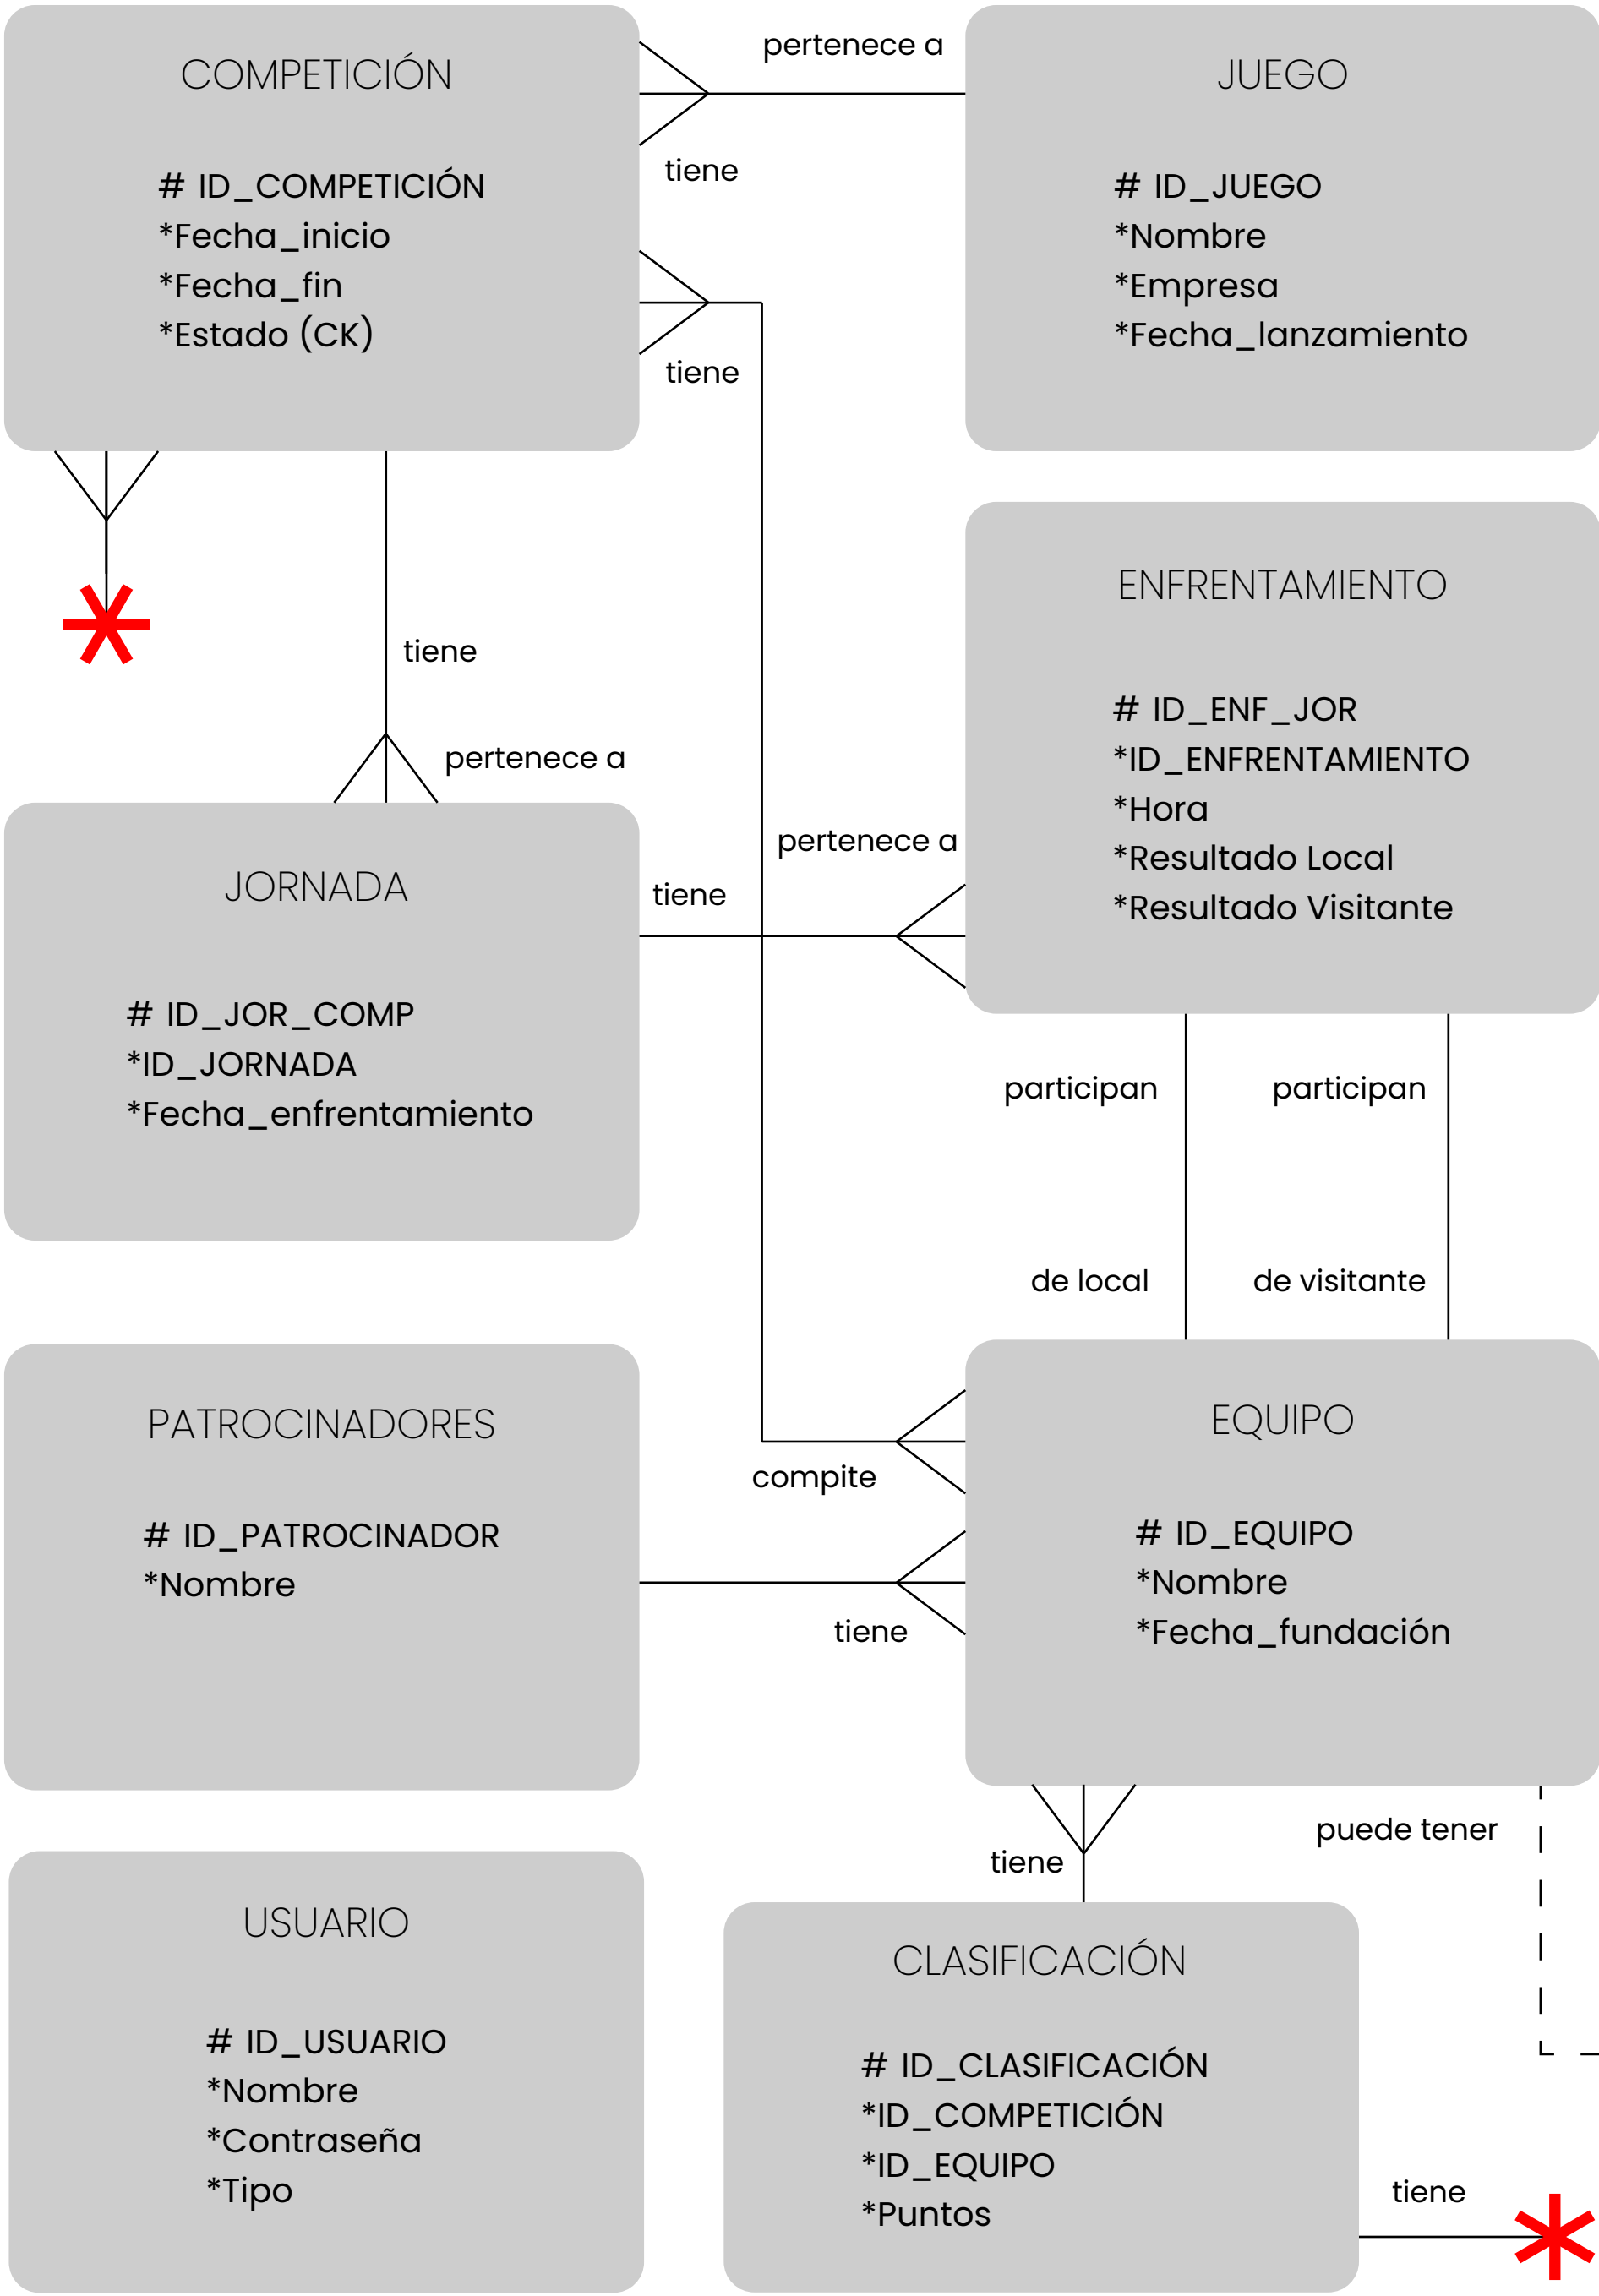 COMPETICIÓN
# ID_COMPETICIÓN
*Fecha_inicio
*Fecha_fin
*Estado (CK)
pertenece a
tiene
tiene
JUEGO
# ID_JUEGO
*Nombre
*Empresa
*Fecha_lanzamiento
ENFRENTAMIENTO
# ID_ENF_JOR
*ID_ENFRENTAMIENTO
*Hora
*Resultado Local
*Resultado Visitante
tiene
pertenece a
pertenece a
tiene
JORNADA
# ID_JOR_COMP
*ID_JORNADA
*Fecha_enfrentamiento
participan
participan
de local
de visitante
PATROCINADORES
# ID_PATROCINADOR
*Nombre
compite
tiene
EQUIPO
# ID_EQUIPO
*Nombre
*Fecha_fundación
puede tener
tiene
USUARIO
# ID_USUARIO
*Nombre
*Contraseña
*Tipo
CLASIFICACIÓN
# ID_CLASIFICACIÓN
*ID_COMPETICIÓN
*ID_EQUIPO
*Puntos
tiene